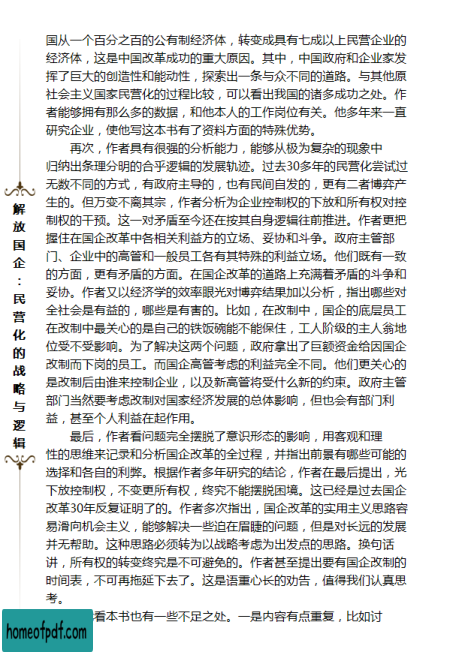 国从一个百分之百的公有制经济体，转变成具有七成以上民营企业的
经济体，这是中国改革成功的重大原因。其中，中国政府和企业家发
挥了巨大的创造性和能动性，探索出一条与众不同的道路。与其他原
社会主义国家民营化的过程比较，可以看出我国的诸多成功之处。作
者能够拥有那么多的数据，和他本人的工作岗位有关。他多年来一直
研究企业，使他写这本书有了资料方面的特殊优势。
再次，作者具有很强的分析能力，能够从极为复杂的现象中
归纳出条理分明的合乎逻辑的发展轨迹。过去30多年的民营化尝试过
无数不同的方式，有政府主导的，也有民间自发的，更有二者博弈产
生的。但万变不离其宗，作者分析为企业控制权的下放和所有权对控
制权的干预。这一对矛盾至今还在按其自身逻辑往前推进。作者更把
握住在国企改革中各相关利益方的立场、妥协和斗争。政府主管部
门、企业中的高管和一般员工各有其特殊的利益立场。他们既有一致
的方面，更有矛盾的方面。在国企改革的道路上充满着矛盾的斗争和
妥协。作者又以经济学的效率眼光对博弈结果加以分析，指出哪些对
全社会是有益的，哪些是有害的。比如，在改制中，国企的底层员工
在改制中最关心的是自己的铁饭碗能不能保住，工人阶级的主人翁地
位受不受影响。为了解决这两个问题，政府拿出了巨额资金给因国企
改制而下岗的员工。而国企高管考虑的利益完全不同。他们更关心的
是改制后由谁来控制企业，以及新高管将受什么新的约束。政府主管
部门当然要考虑改制对国家经济发展的总体影响，但也会有部门利
益，甚至个人利益在起作用。
最后，作者看问题完全摆脱了意识形态的影响，用客观和理
性的思维来记录和分析国企改革的全过程，并指出前景有哪些可能的
选择和各自的利弊。根据作者多年研究的结论，作者在最后提出，光
下放控制权，不变更所有权，终究不能摆脱困境。这已经是过去国企
改革30年反复证明了的。作者多次指出，国企改革的实用主义思路容
易滑向机会主义，能够解决一些迫在眉睫的问题，但是对长远的发展
并无帮助。这种思路必须转为以战略考虑为出发点的思路。换句话
讲，所有权的转变终究是不可避免的。作者甚至提出要有国企改制的
时间表，不可再拖延下去了。这是语重心长的劝告，值得我们认真思
考。
看本书也有一些不足之处。一是内容有点重复，比如讨
解放国企：民营化的战略与逻辑
homeofpdf.com